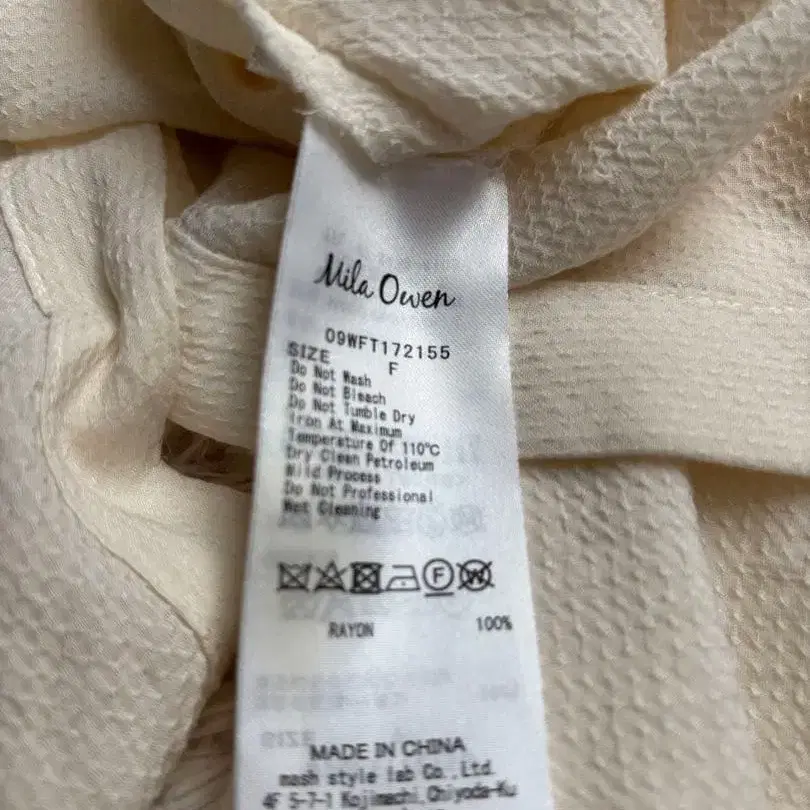 Mila Owen
09WFT172155
SIZE F
Do Not Wash
Do Not Bleach
Do Not Tumble Dry
Iron At Maximum
Temperature Of 110℃
Dry Clean Petroleum
Mild Process
Do Not Professional
Wet Cleaning
F
W
RAYON 100%
MADE IN CHINA
mash style lab Co.,Ltd.
4F 5-7-1 Kojimachi,Chiyoda-Ku